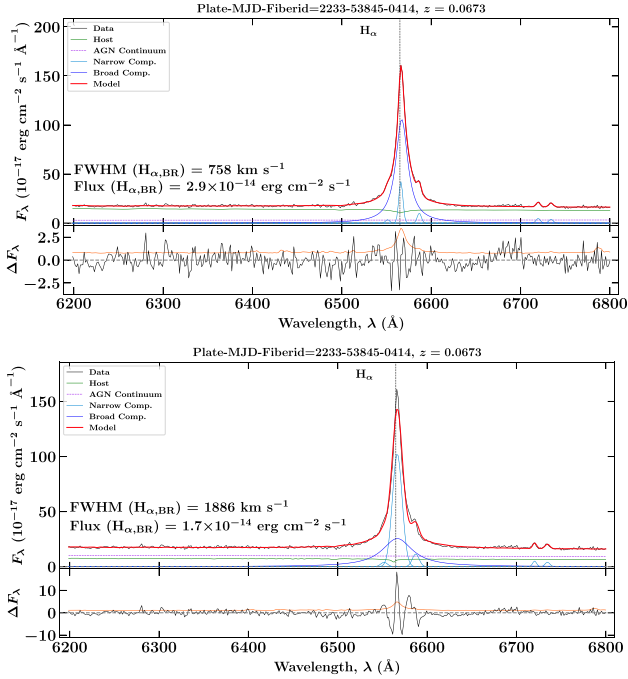 Plate-MJD-Fiberid=2233-53845-0414, z = 0.0673
Hα
Data
Host
AGN Continuum
Narrow Comp.
Broad Comp.
Model
FWHM (Hα,BR) = 758 km s⁻¹
Flux (Hα,BR) = 2.9×10⁻¹⁴ erg cm⁻² s⁻¹
Fλ (10⁻¹⁷ erg cm⁻² s⁻¹ Å⁻¹)
200
150
100
50
0
ΔFλ
2.5
0.0
−2.5
6200 6300 6400 6500 6600 6700 6800
Wavelength, λ (Å)
Plate-MJD-Fiberid=2233-53845-0414, z = 0.0673
Hα
Data
Host
AGN Continuum
Narrow Comp.
Broad Comp.
Model
FWHM (Hα,BR) = 1886 km s⁻¹
Flux (Hα,BR) = 1.7×10⁻¹⁴ erg cm⁻² s⁻¹
Fλ (10⁻¹⁷ erg cm⁻² s⁻¹ Å⁻¹)
150
100
50
0
ΔFλ
10
0
−10
6200 6300 6400 6500 6600 6700 6800
Wavelength, λ (Å)